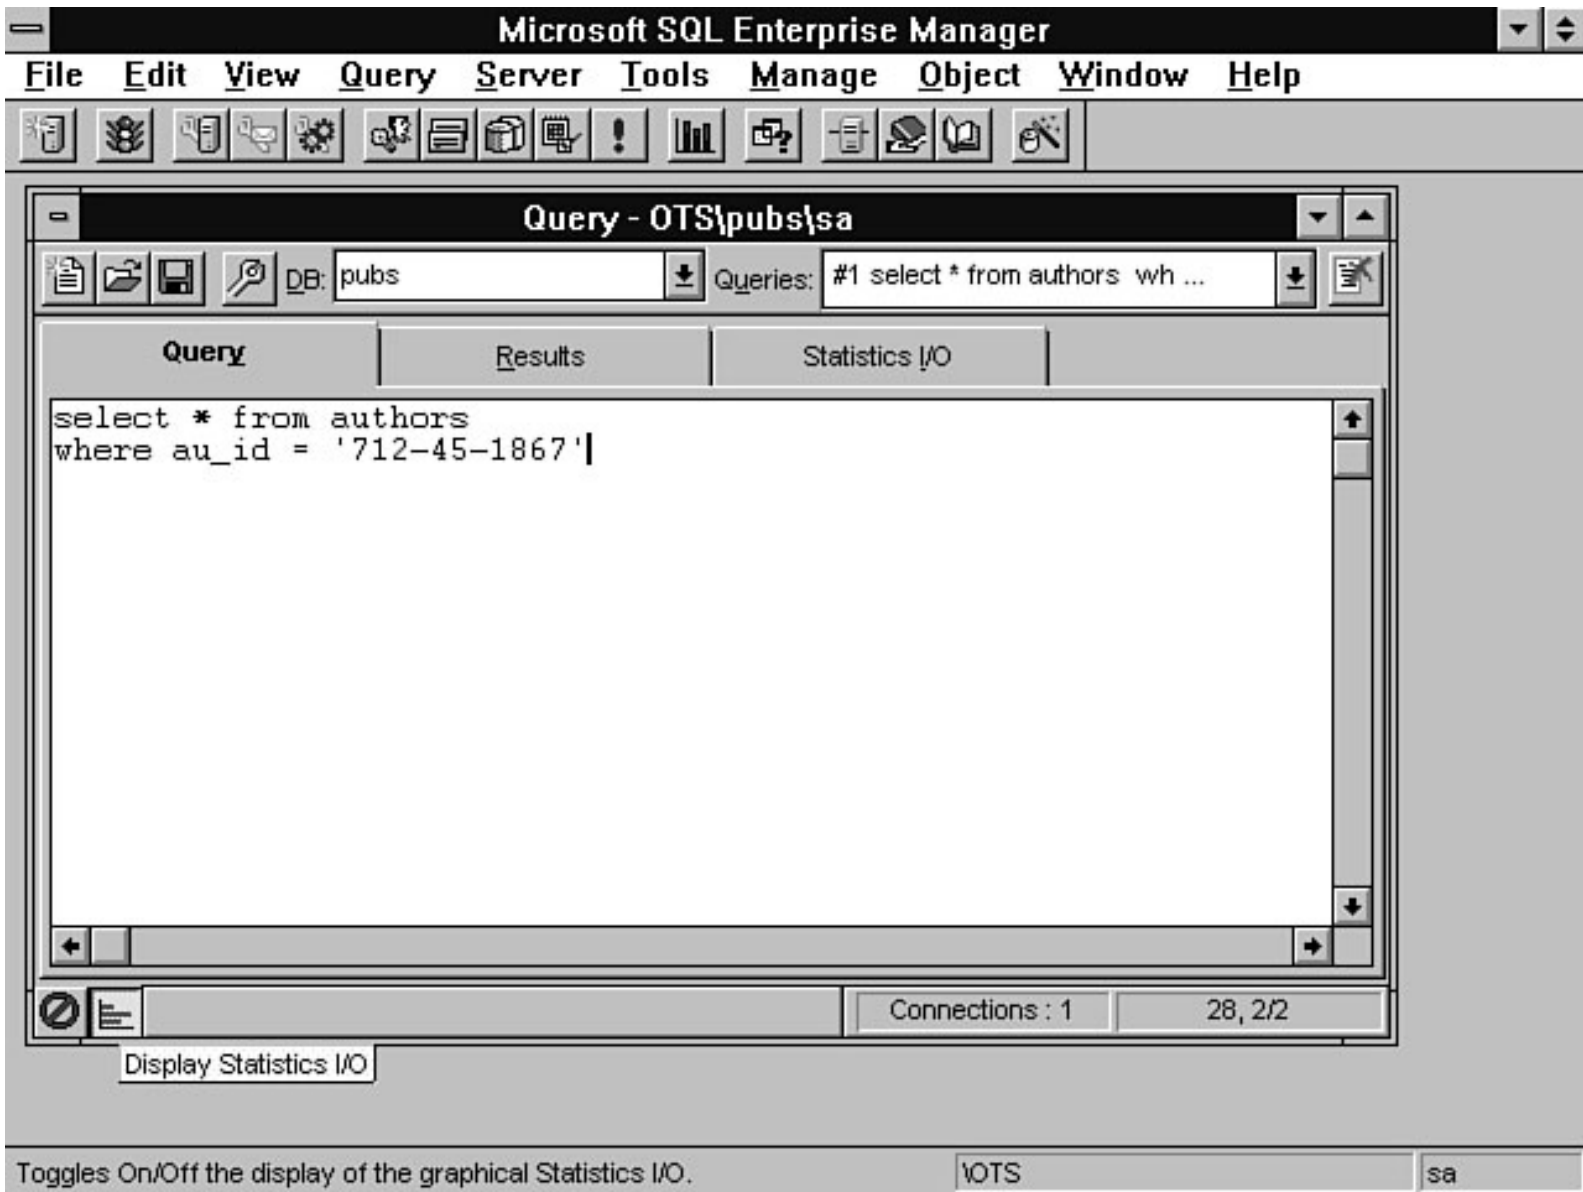 Microsoft SQL Enterprise Manager
File Edit View Query Server Tools Manage Object Window Help
Query - OTS\pubs\sa
DB: pubs Queries: #1 select * from authors wh ...
Query Results Statistics I/O
select * from authors
where au_id = '712-45-1867'
Connections : 1 28, 2/2
Display Statistics I/O
Toggles On/Off the display of the graphical Statistics I/O. \OTS sa